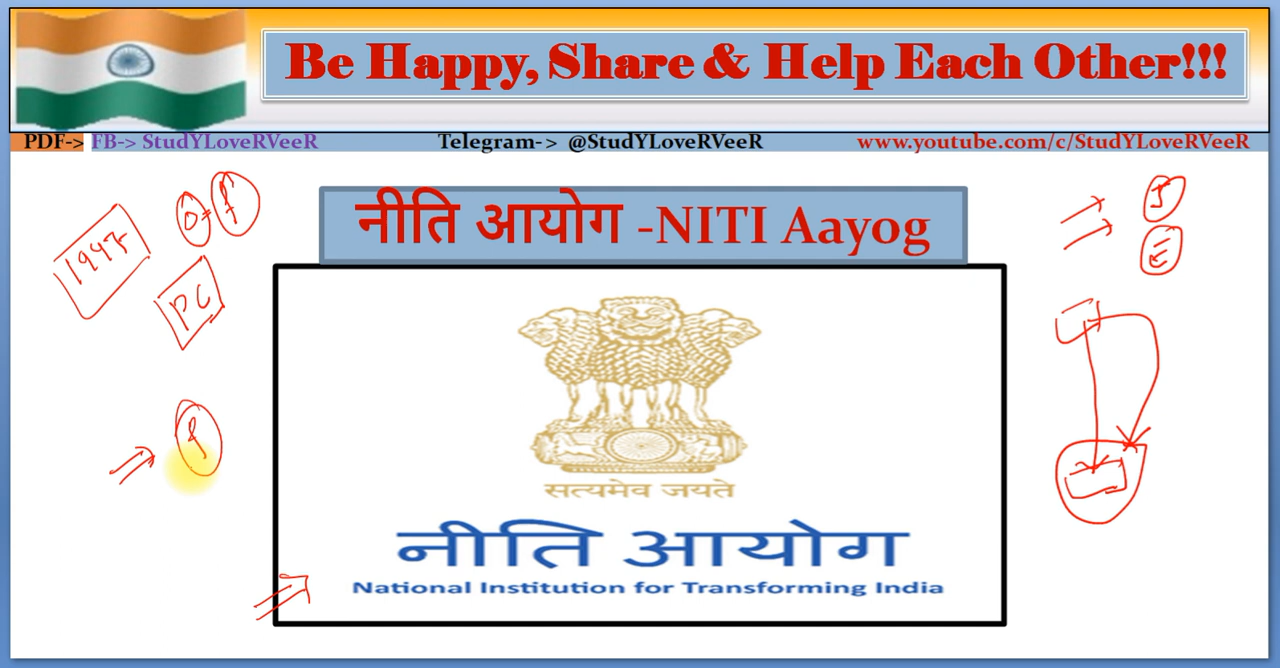 Be Happy, Share & Help Each Other!!!
PDF-> FB-> StudYLoveRVeeR Telegram-> @StudYLoveRVeeR www.youtube.com/c/StudYLoveRVeeR
नीति आयोग -NITI Aayog
PC
सत्यमेव जयते
नीति आयोग
National Institution for Transforming India